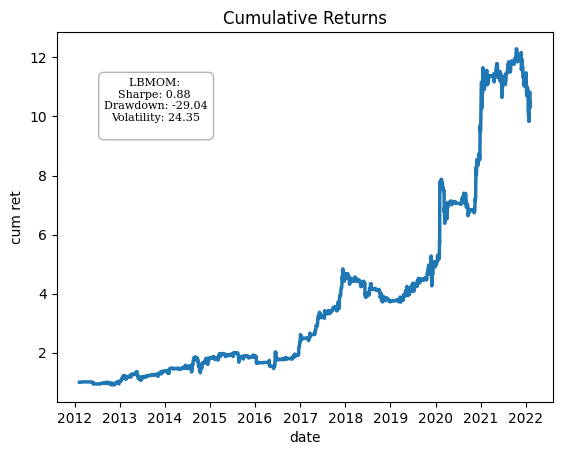 Cumulative Returns
LBMOM:
Sharpe: 0.88
Drawdown: -29.04
Volatility: 24.35
cum ret
12
10
8
6
4
2
2012 2013 2014 2015 2016 2017 2018 2019 2020 2021 2022
date